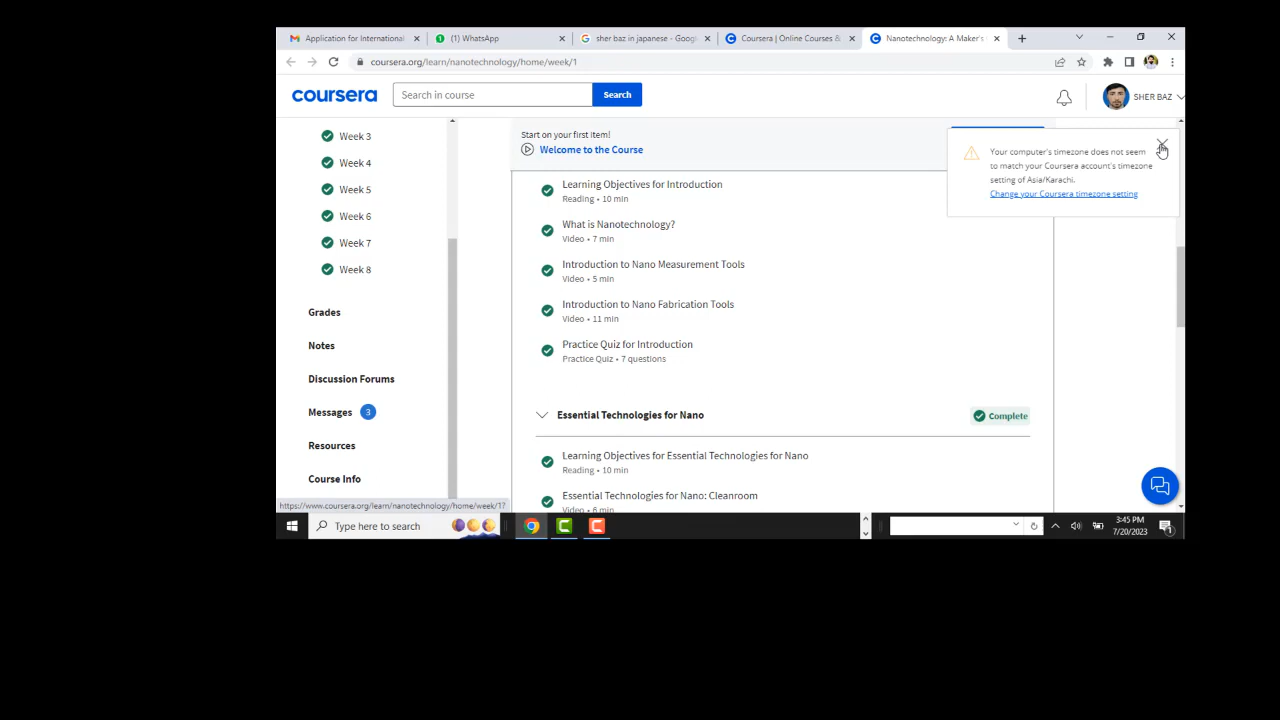 Application for International
(1) WhatsApp
sher baz in japenese - Googl
Coursera | Online Courses &
Nanotechnology: A Maker's
coursera.org/learn/nanotechnology/home/week/1
coursera
Search in course
Search
SHER BAZ
Week 3
Week 4
Week 5
Week 6
Week 7
Week 8
Grades
Notes
Discussion Forums
Messages 3
Resources
Course Info
https://www.coursera.org/learn/nanotechnology/home/week/1?
Start on your first item!
Welcome to the Course
Your computer's timezone does not seem
to match your Coursera account's timezone
setting of Asia/Karachi.
Change your Coursera timezone setting
Learning Objectives for Introduction
Reading • 10 min
What is Nanotechnology?
Video • 7 min
Introduction to Nano Measurement Tools
Video • 5 min
Introduction to Nano Fabrication Tools
Video • 11 min
Practice Quiz for Introduction
Practice Quiz • 7 questions
Essential Technologies for Nano
Complete
Learning Objectives for Essential Technologies for Nano
Reading • 10 min
Essential Technologies for Nano: Cleanroom
Video • 6 min
Type here to search
3:45 PM
7/20/2023
1